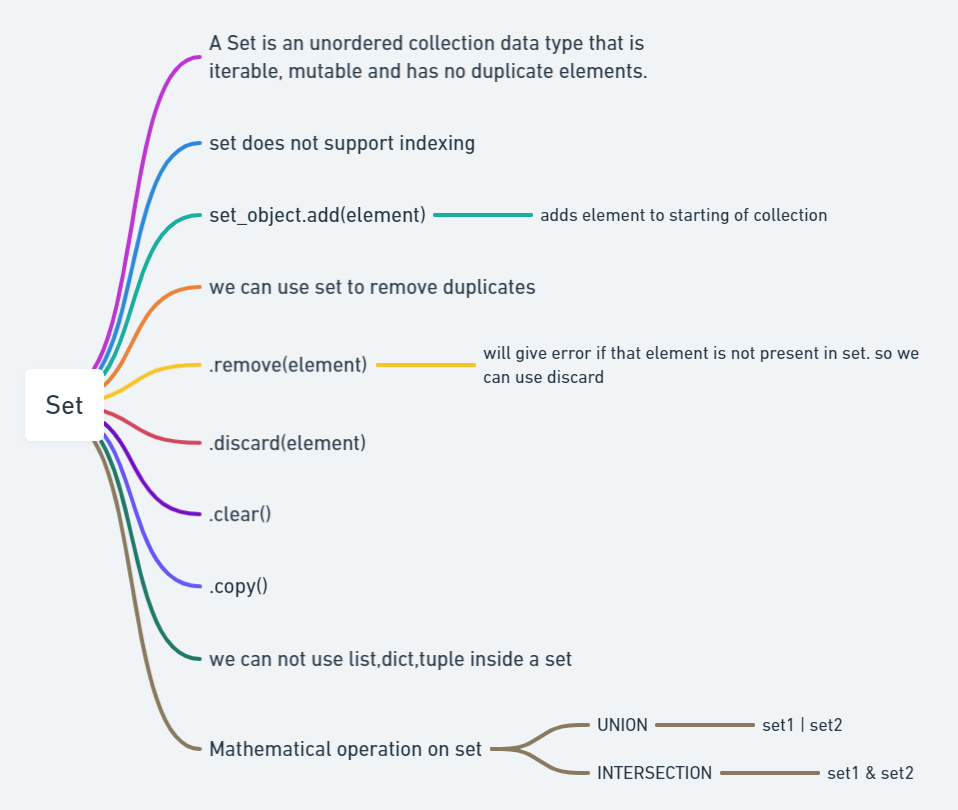 A Set is an unordered collection data type that is
iterable, mutable and has no duplicate elements.
set does not support indexing
set_object.add(element)
adds element to starting of collection
we can use set to remove duplicates
.remove(element)
will give error if that element is not present in set. so we
can use discard
Set
.discard(element)
.clear()
.copy()
we can not use list,dict,tuple inside a set
Mathematical operation on set
UNION
set1 | set2
INTERSECTION
set1 & set2